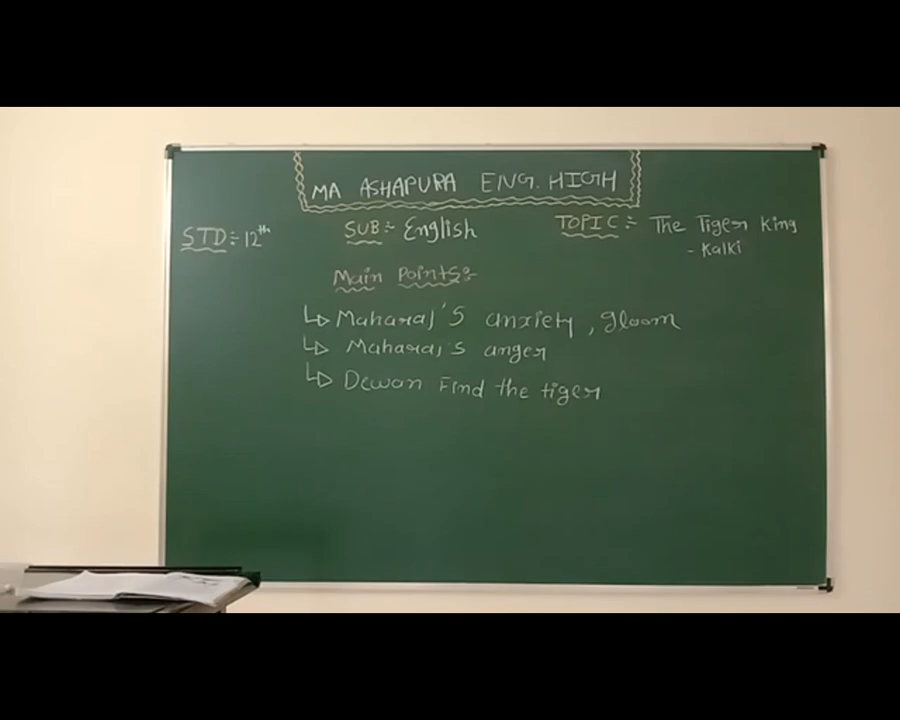 MA ASHAPURA ENG. HIGH
STD:- 12th
SUB:- English
TOPIC:- The Tiger King
- Kalki
Main Points:-
↳ Maharaj's anxiety, gloom
↳ Maharaj's anger
↳ Dewan Find the tiger